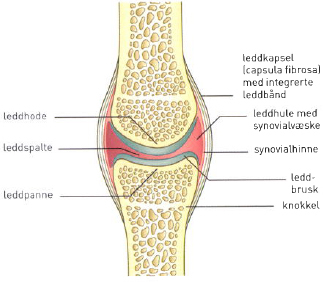 leddhode
leddspalte
leddpanne
leddkapsel
(capsula fibrosa)
med integrerte
leddbånd
leddhule med
synovialvæske
synovialhinne
ledd-
brusk
knokkel